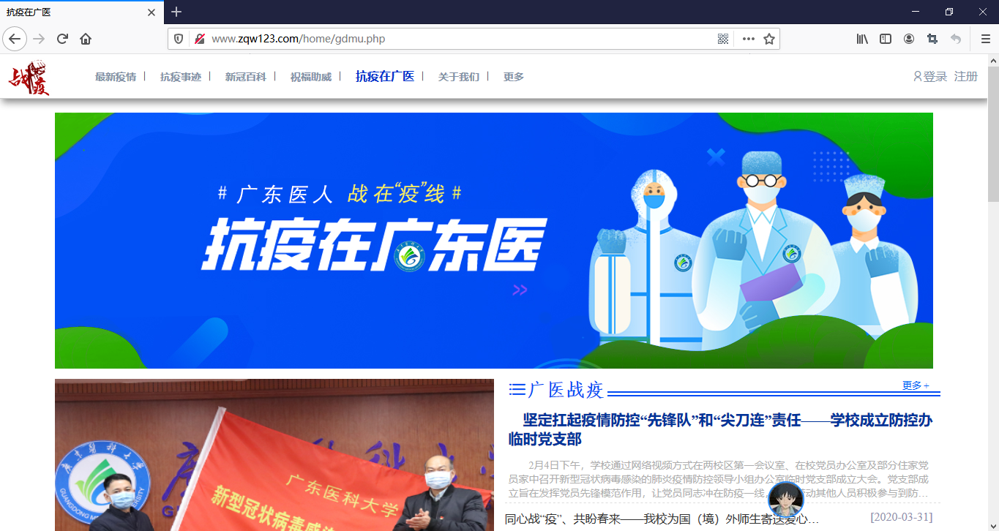 抗疫在广医
www.zqw123.com/home/gdmu.php
战疫
最新疫情 抗疫事迹 新冠百科 祝福助威 抗疫在广医 关于我们 更多 登录 注册
# 广东医人 战在“疫”线 #
抗疫在广东医
广医战疫 更多 +
坚定扛起疫情防控“先锋队”和“尖刀连”责任——学校成立防控办
临时党支部
2月4日下午，学校通过网络视频方式在两校区第一会议室、在校党员办公室及部分住家党
员家中召开新型冠状病毒感染的肺炎疫情防控领导小组办公室临时党支部成立大会。党支部成
立旨在发挥党员先锋模范作用，让党员同志冲在防疫一线，动其他人员积极参与到防…
同心战“疫”、共盼春来——我校为国（境）外师生寄送爱心… [2020-03-31]
广东医科大学
新型冠状病毒感